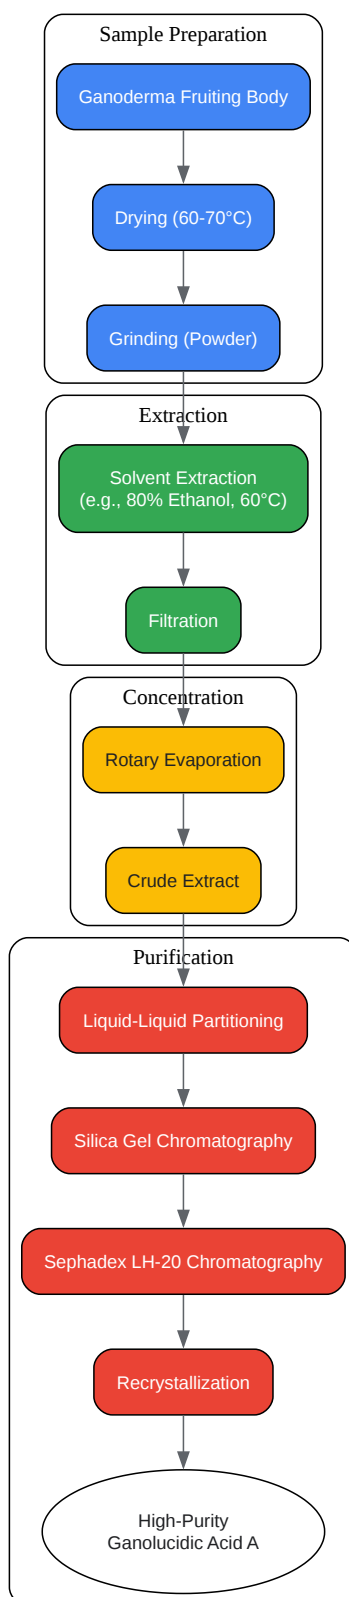 Sample Preparation
Ganoderma Fruiting Body
Drying (60-70°C)
Grinding (Powder)
Extraction
Solvent Extraction
(e.g., 80% Ethanol, 60°C)
Filtration
Concentration
Rotary Evaporation
Crude Extract
Purification
Liquid-Liquid Partitioning
Silica Gel Chromatography
Sephadex LH-20 Chromatography
Recrystallization
High-Purity
Ganolucidic Acid A